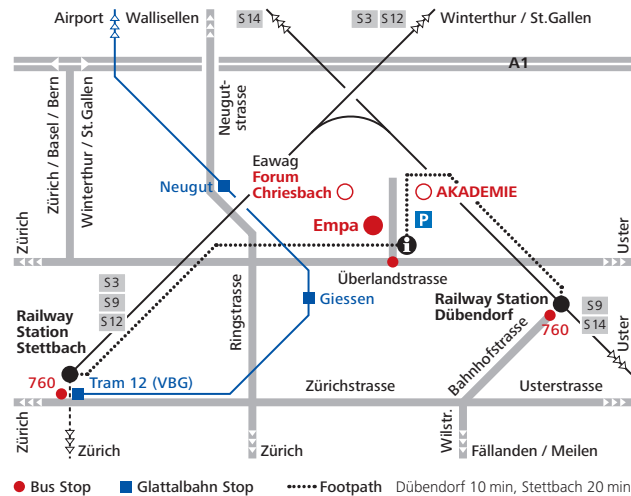 Airport
Wallisellen
S14
S3
S12
Winterthur / St.Gallen
A1
Neugut-
strasse
Zürich / Basel / Bern
Winterthur / St.Gallen
Eawag
Forum
Chriesbach
Neugut
AKADEMIE
P
Empa
i
Zürich
Uster
Überlandstrasse
S3
S9
S12
Giessen
Railway Station
Dübendorf
S9
S14
Railway
Station
Stettbach
Ringstrasse
760
Uster
Bahnhofstrasse
760
Tram 12 (VBG)
Zürichstrasse
Usterstrasse
Zürich
Zürich
Zürich
Wilstr.
Fällanden / Meilen
Bus Stop
Glattalbahn Stop
Footpath
Dübendorf 10 min, Stettbach 20 min